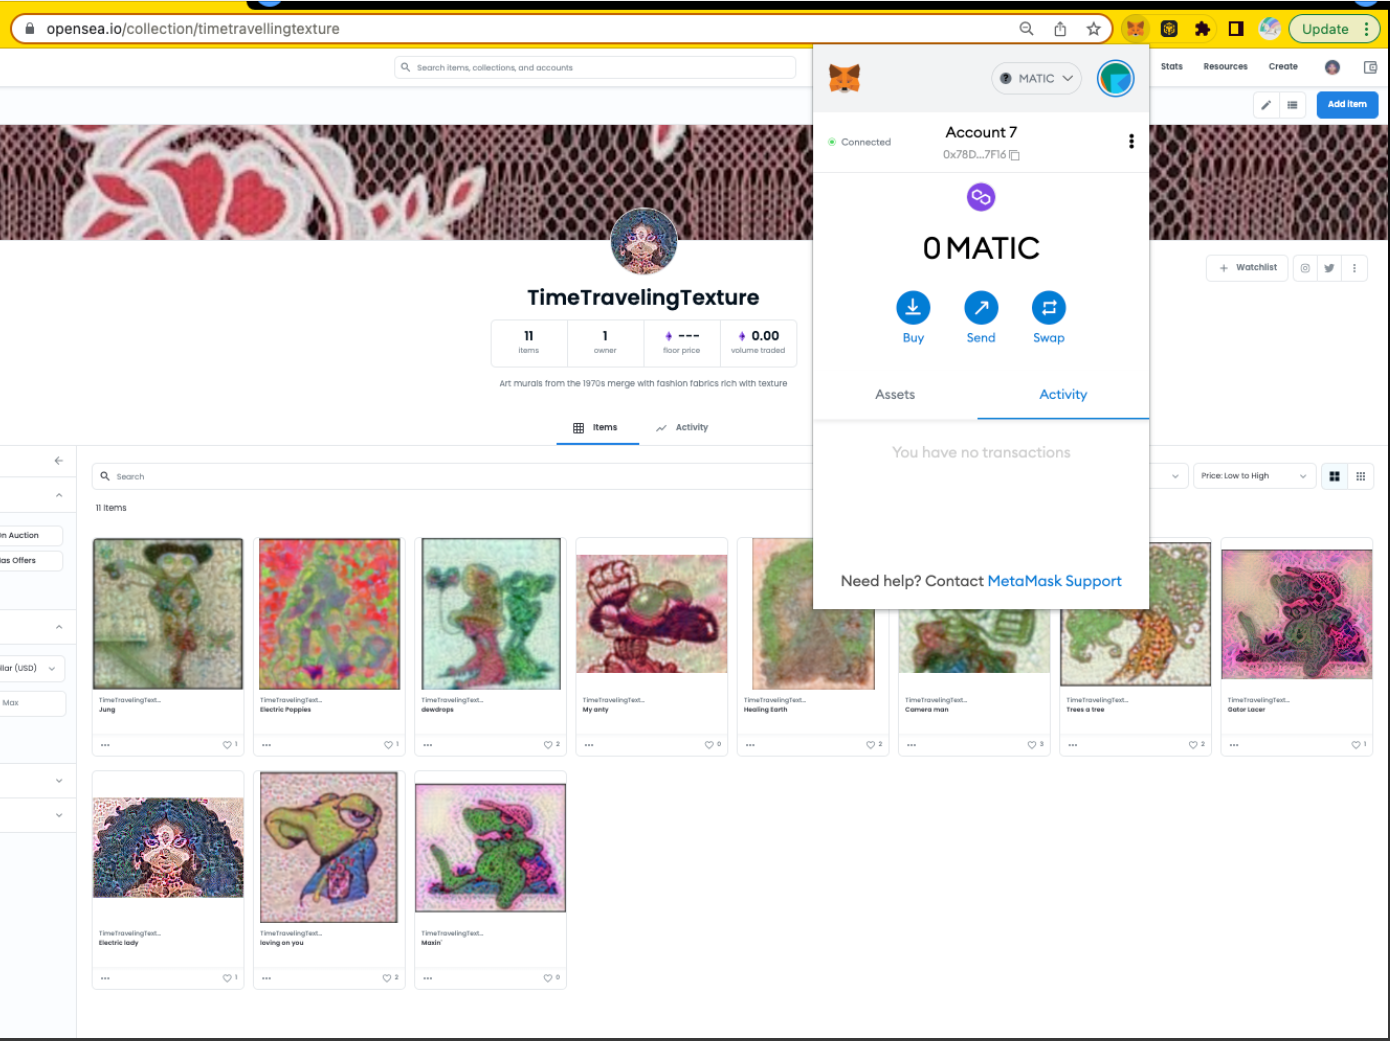 opensea.io/collection/timetravellingtexture
Update
Search items, collections, and accounts
Stats
Resources
Create
Add item
MATIC
Connected
Account 7
0x78D...7F16
0 MATIC
Buy
Send
Swap
Assets
Activity
You have no transactions
Need help? Contact MetaMask Support
Watchlist
TimeTravelingTexture
11
items
1
owner
---
floor price
0.00
volume traded
Art murals from the 1970s merge with fashion fabrics rich with texture
Items
Activity
Search
Price: Low to High
11 items
n Auction
as Offers
llar (USD)
Max
TimeTravelingText...
Jung
1
TimeTravelingText...
Electric Poppies
1
TimeTravelingText...
dewdrops
2
TimeTravelingText...
My anty
0
TimeTravelingText...
Healing Earth
2
TimeTravelingText...
Camera man
3
TimeTravelingText...
Trees a tree
2
TimeTravelingText...
Gator Lacer
1
TimeTravelingText...
Electric lady
1
TimeTravelingText...
loving on you
2
TimeTravelingText...
Maxin'
0